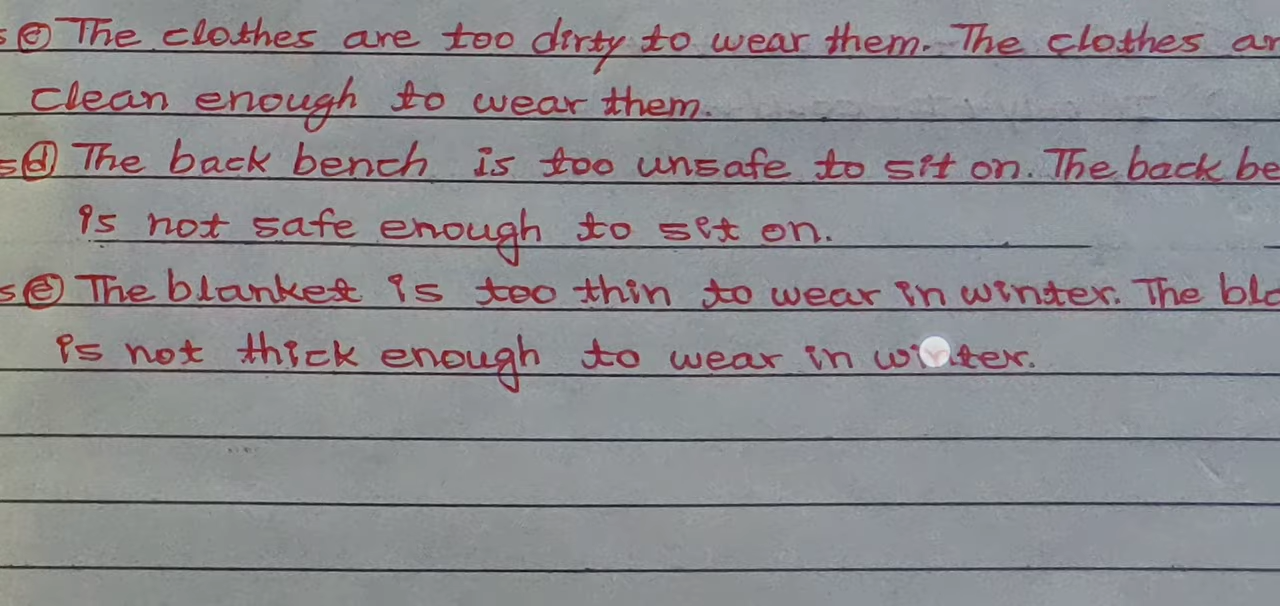 ⓒ The clothes are too dirty to wear them. The clothes ar
clean enough to wear them.
ⓓ The back bench is too unsafe to sit on. The back be
is not safe enough to sit on.
ⓔ The blanket is too thin to wear in winter. The bla
is not thick enough to wear in winter.